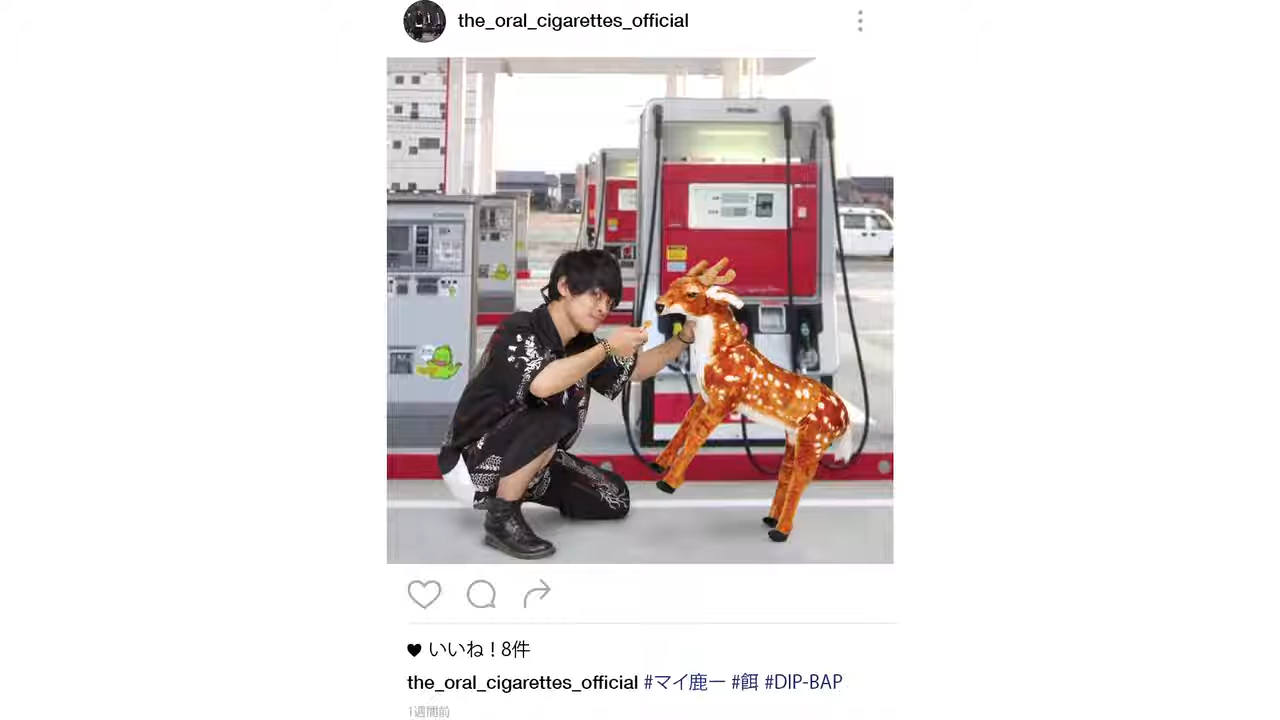 the_oral_cigarettes_official
いいね！8件
the_oral_cigarettes_official #マイ鹿一 #餌 #DIP-BAP
1週間前